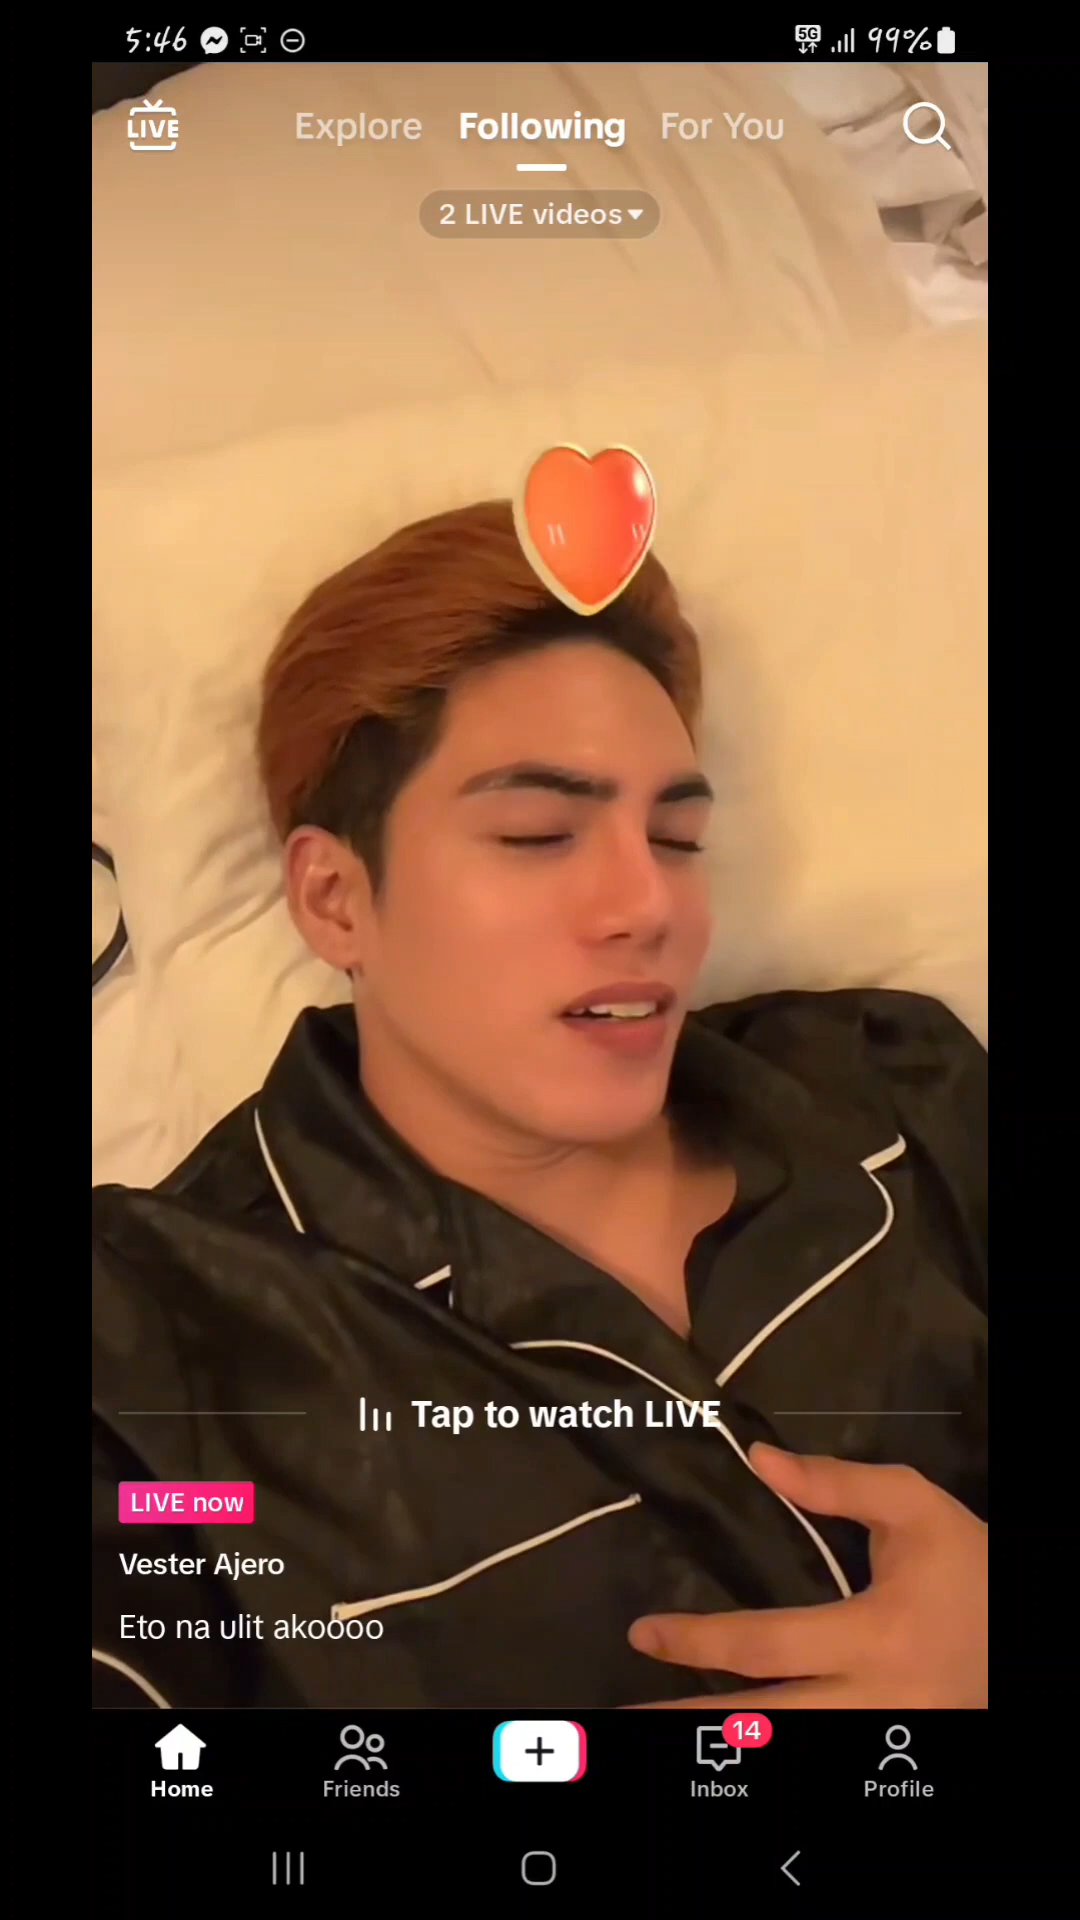 5:46
5G
99%
LIVE
Explore Following For You
2 LIVE videos
Tap to watch LIVE
LIVE now
Vester Ajero
Eto na ulit akoooo
14
Home Friends Inbox Profile